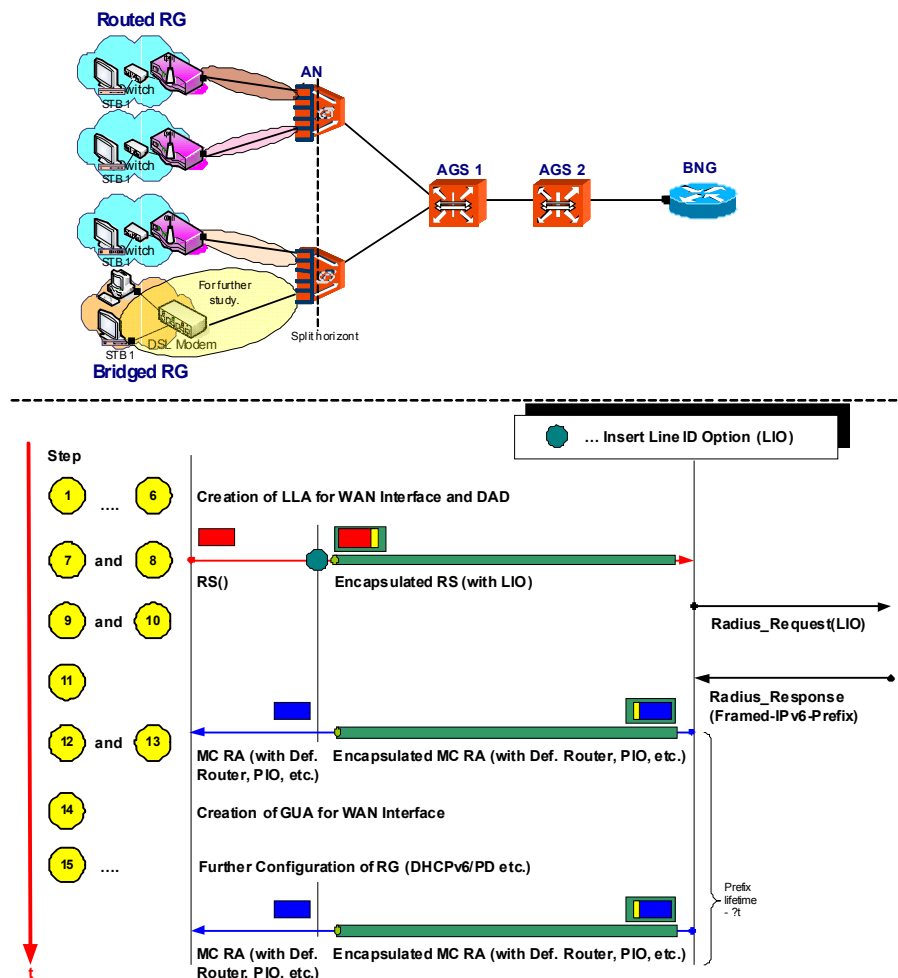 Routed RG
AN
STB 1
witch
STB 1
witch
AGS 1
AGS 2
BNG
STB 1
witch
For further
study.
DSL Modem
STB 1
Split horizont
Bridged RG
... Insert Line ID Option (LIO)
Step
1 .... 6 Creation of LLA for WAN Interface and DAD
7 and 8
RS() Encapsulated RS (with LIO)
9 and 10
Radius_Request(LIO)
11
Radius_Response
(Framed-IPv6-Prefix)
12 and 13
MC RA (with Def.
Router, PIO, etc.)
Encapsulated MC RA (with Def. Router, PIO, etc.)
14 Creation of GUA for WAN Interface
15 .... Further Configuration of RG (DHCPv6/PD etc.)
Prefix
lifetime
- ?t
MC RA (with Def.
Router, PIO, etc.)
Encapsulated MC RA (with Def. Router, PIO, etc.)
t